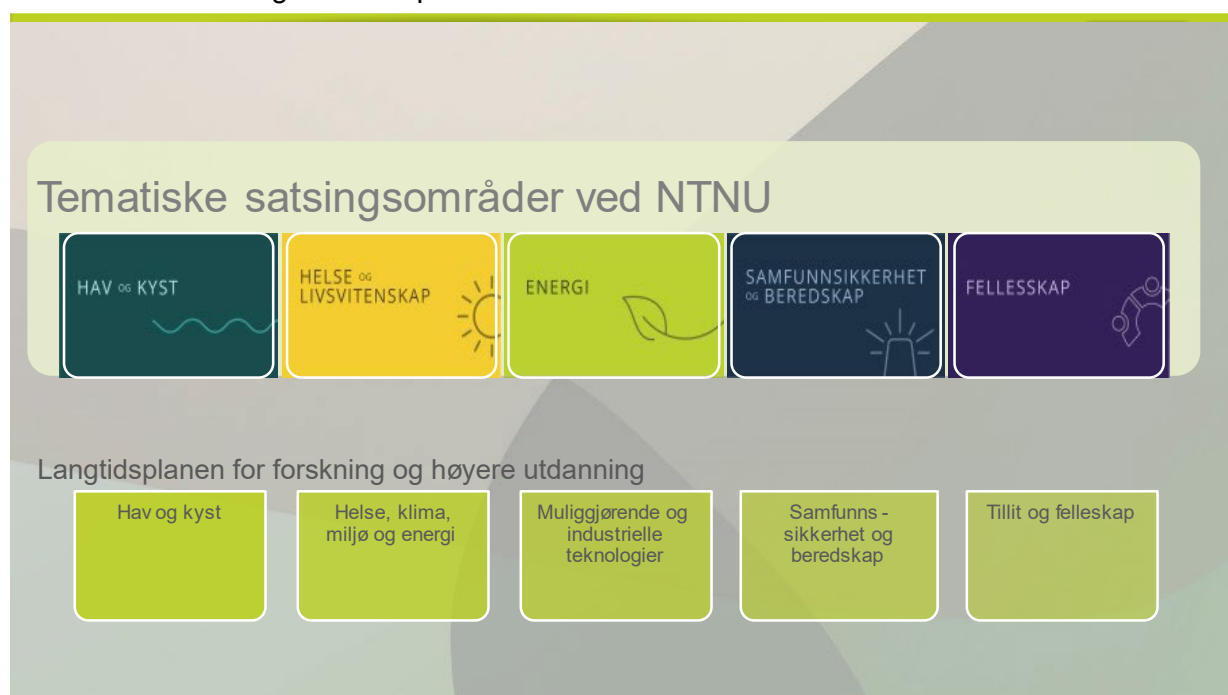 Tematiske satsingsområder ved NTNU
HAV OG KYST
HELSE OG
LIVSVITENSKAP
ENERGI
SAMFUNNSIKKERHET
OG BEREDSKAP
FELLESSKAP
Langtidsplanen for forskning og høyere utdanning
Hav og kyst
Helse, klima,
miljø og energi
Muliggjørende og
industrielle
teknologier
Samfunns-
sikkerhet og
beredskap
Tillit og felleskap